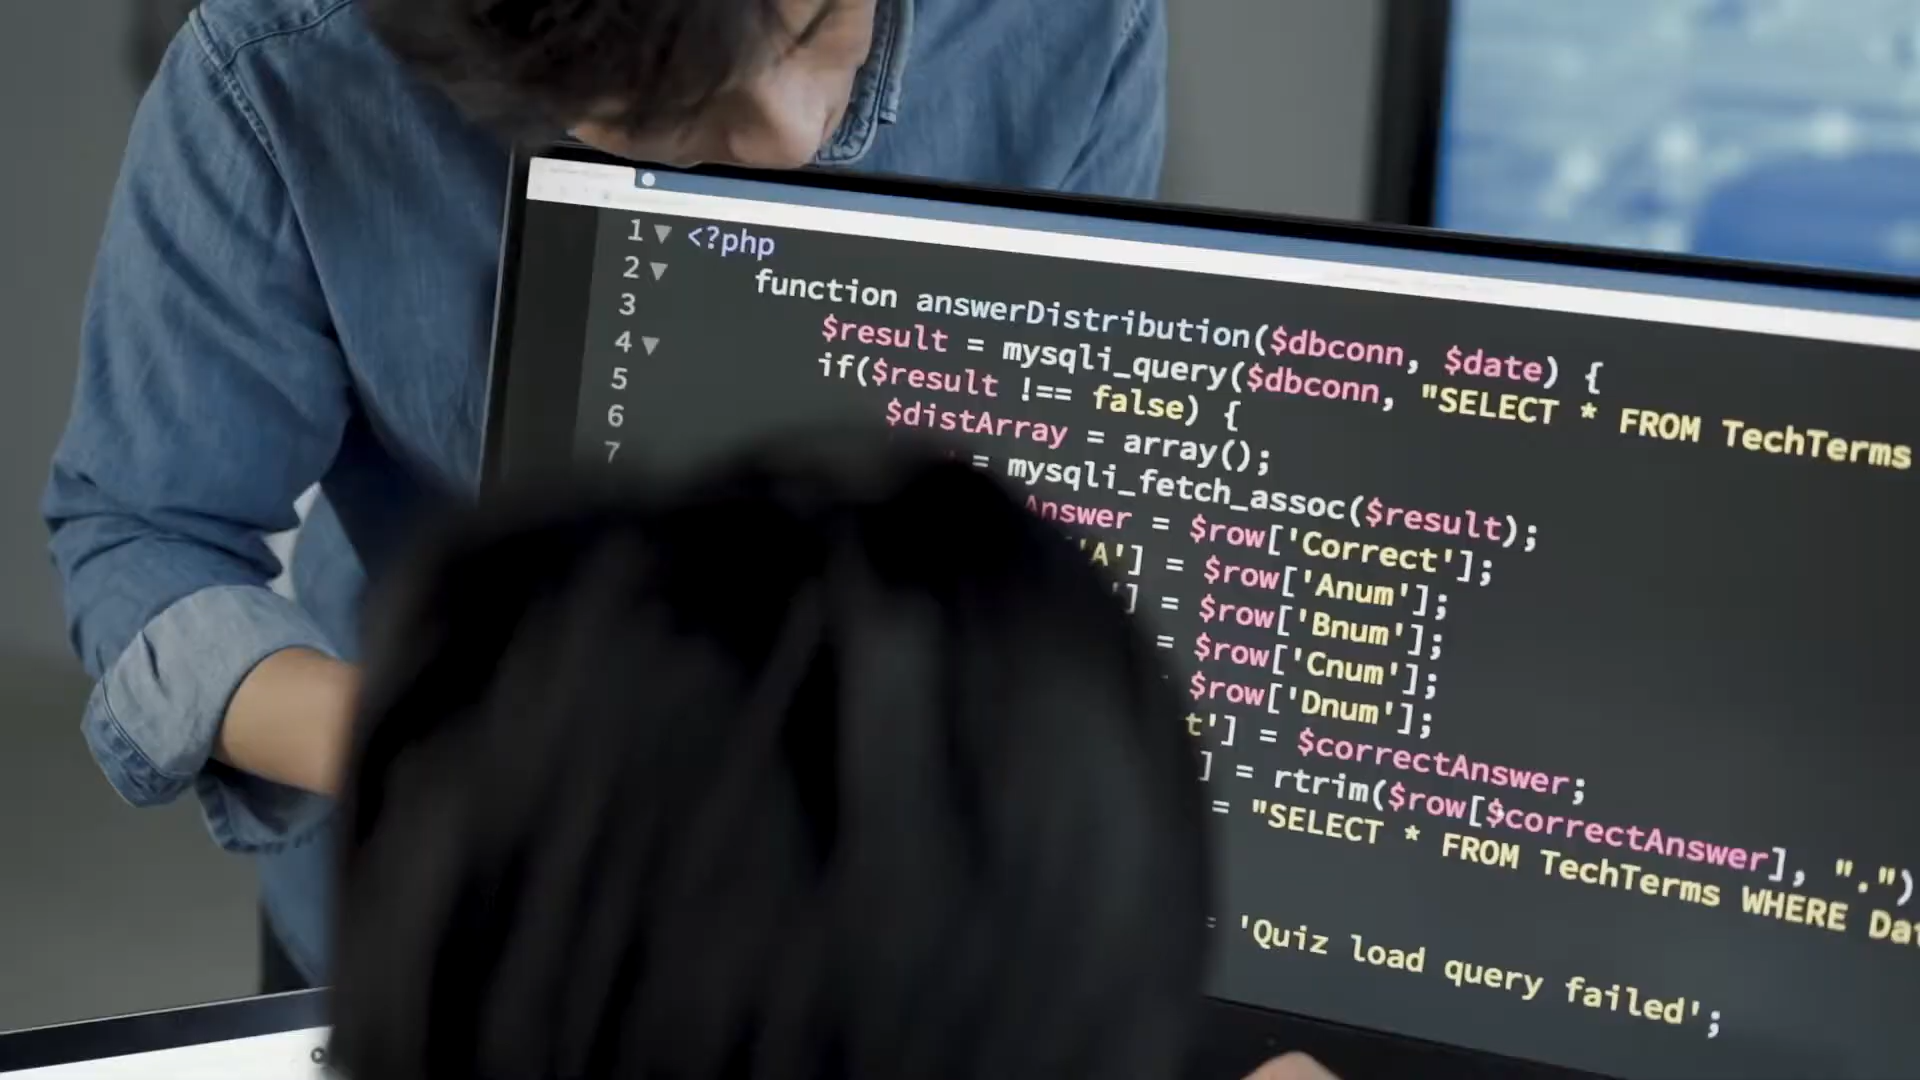 1 <?php
2 function answerDistribution($dbconn, $date) {
3 $result = mysqli_query($dbconn, "SELECT * FROM TechTerms
4 if($result !== false) {
5 $distArray = array();
6 = mysqli_fetch_assoc($result);
7 Answer = $row['Correct'];
'A'] = $row['Anum'];
'] = $row['Bnum'];
= $row['Cnum'];
$row['Dnum'];
t'] = $correctAnswer;
] = rtrim($row[$correctAnswer], ".")
= "SELECT * FROM TechTerms WHERE Dat
= 'Quiz load query failed';